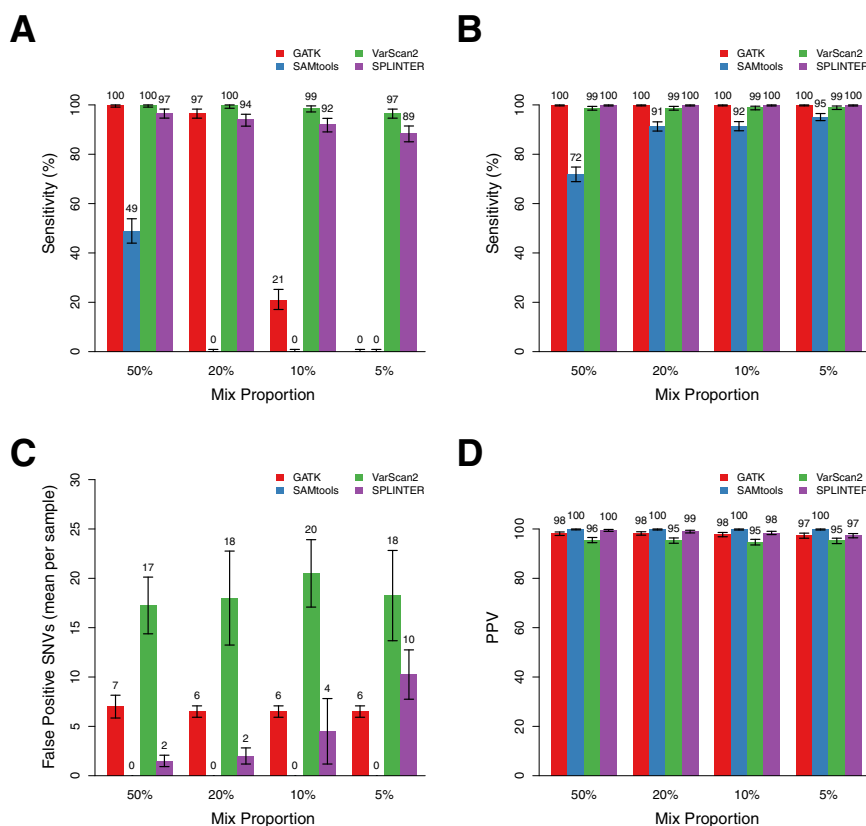 A
GATK VarScan2
SAMtools SPLINTER
Sensitivity (%)
0 20 40 60 80 100
100 49 100 97
97 0 100 94
21 0 99 92
0 0 97 89
50% 20% 10% 5%
Mix Proportion
B
GATK VarScan2
SAMtools SPLINTER
Sensitivity (%)
0 20 40 60 80 100
100 72 99 100
100 91 99 100
100 92 99 100
100 95 99 100
50% 20% 10% 5%
Mix Proportion
C
GATK VarScan2
SAMtools SPLINTER
False Positive SNVs (mean per sample)
0 5 10 15 20 25 30
7 0 17 2
6 0 18 2
6 0 20 4
6 0 18 10
50% 20% 10% 5%
Mix Proportion
D
GATK VarScan2
SAMtools SPLINTER
PPV
0 20 40 60 80 100
98 100 96 100
98 100 95 99
98 100 95 98
97 100 95 97
50% 20% 10% 5%
Mix Proportion